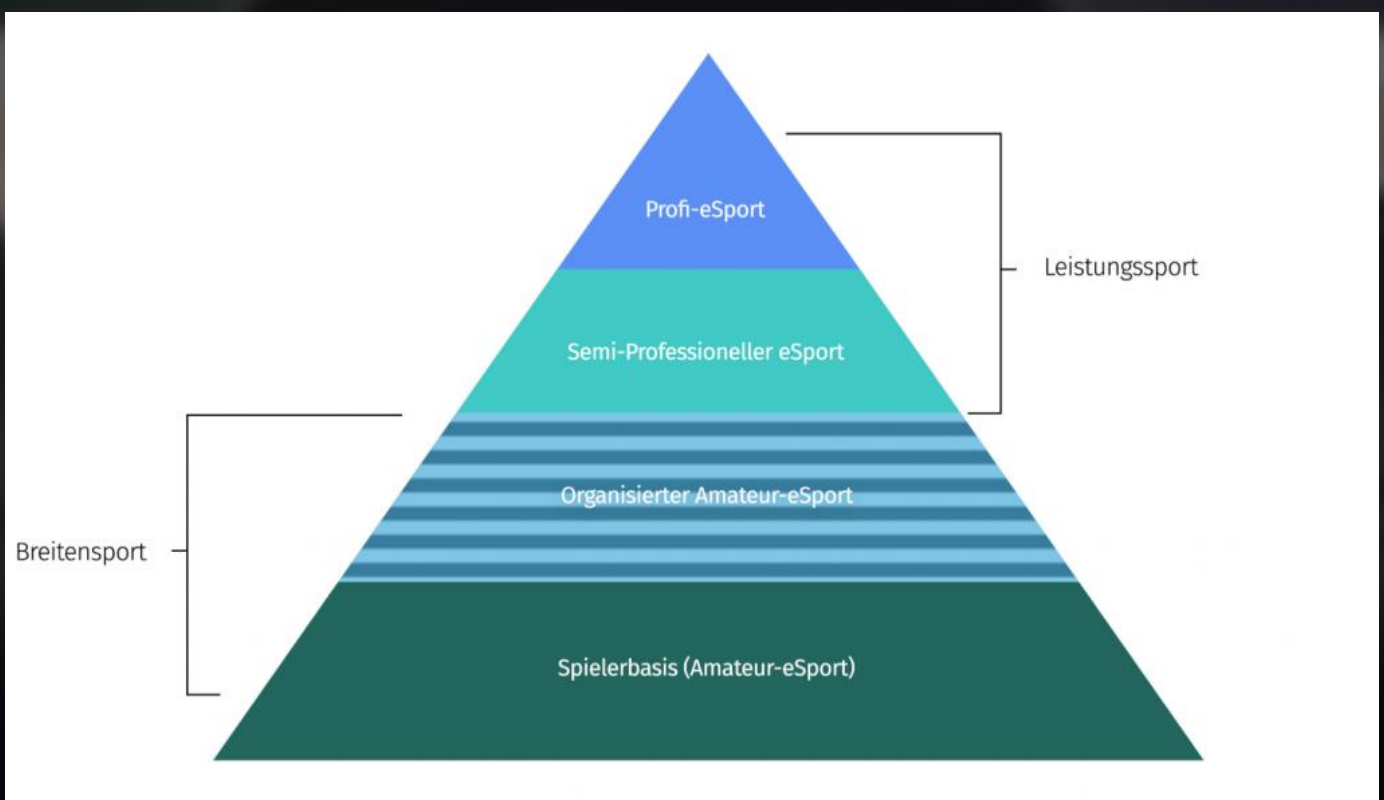 Profi-eSport
Leistungssport
Semi-Professioneller eSport
Organisierter Amateur-eSport
Breitensport
Spielerbasis (Amateur-eSport)